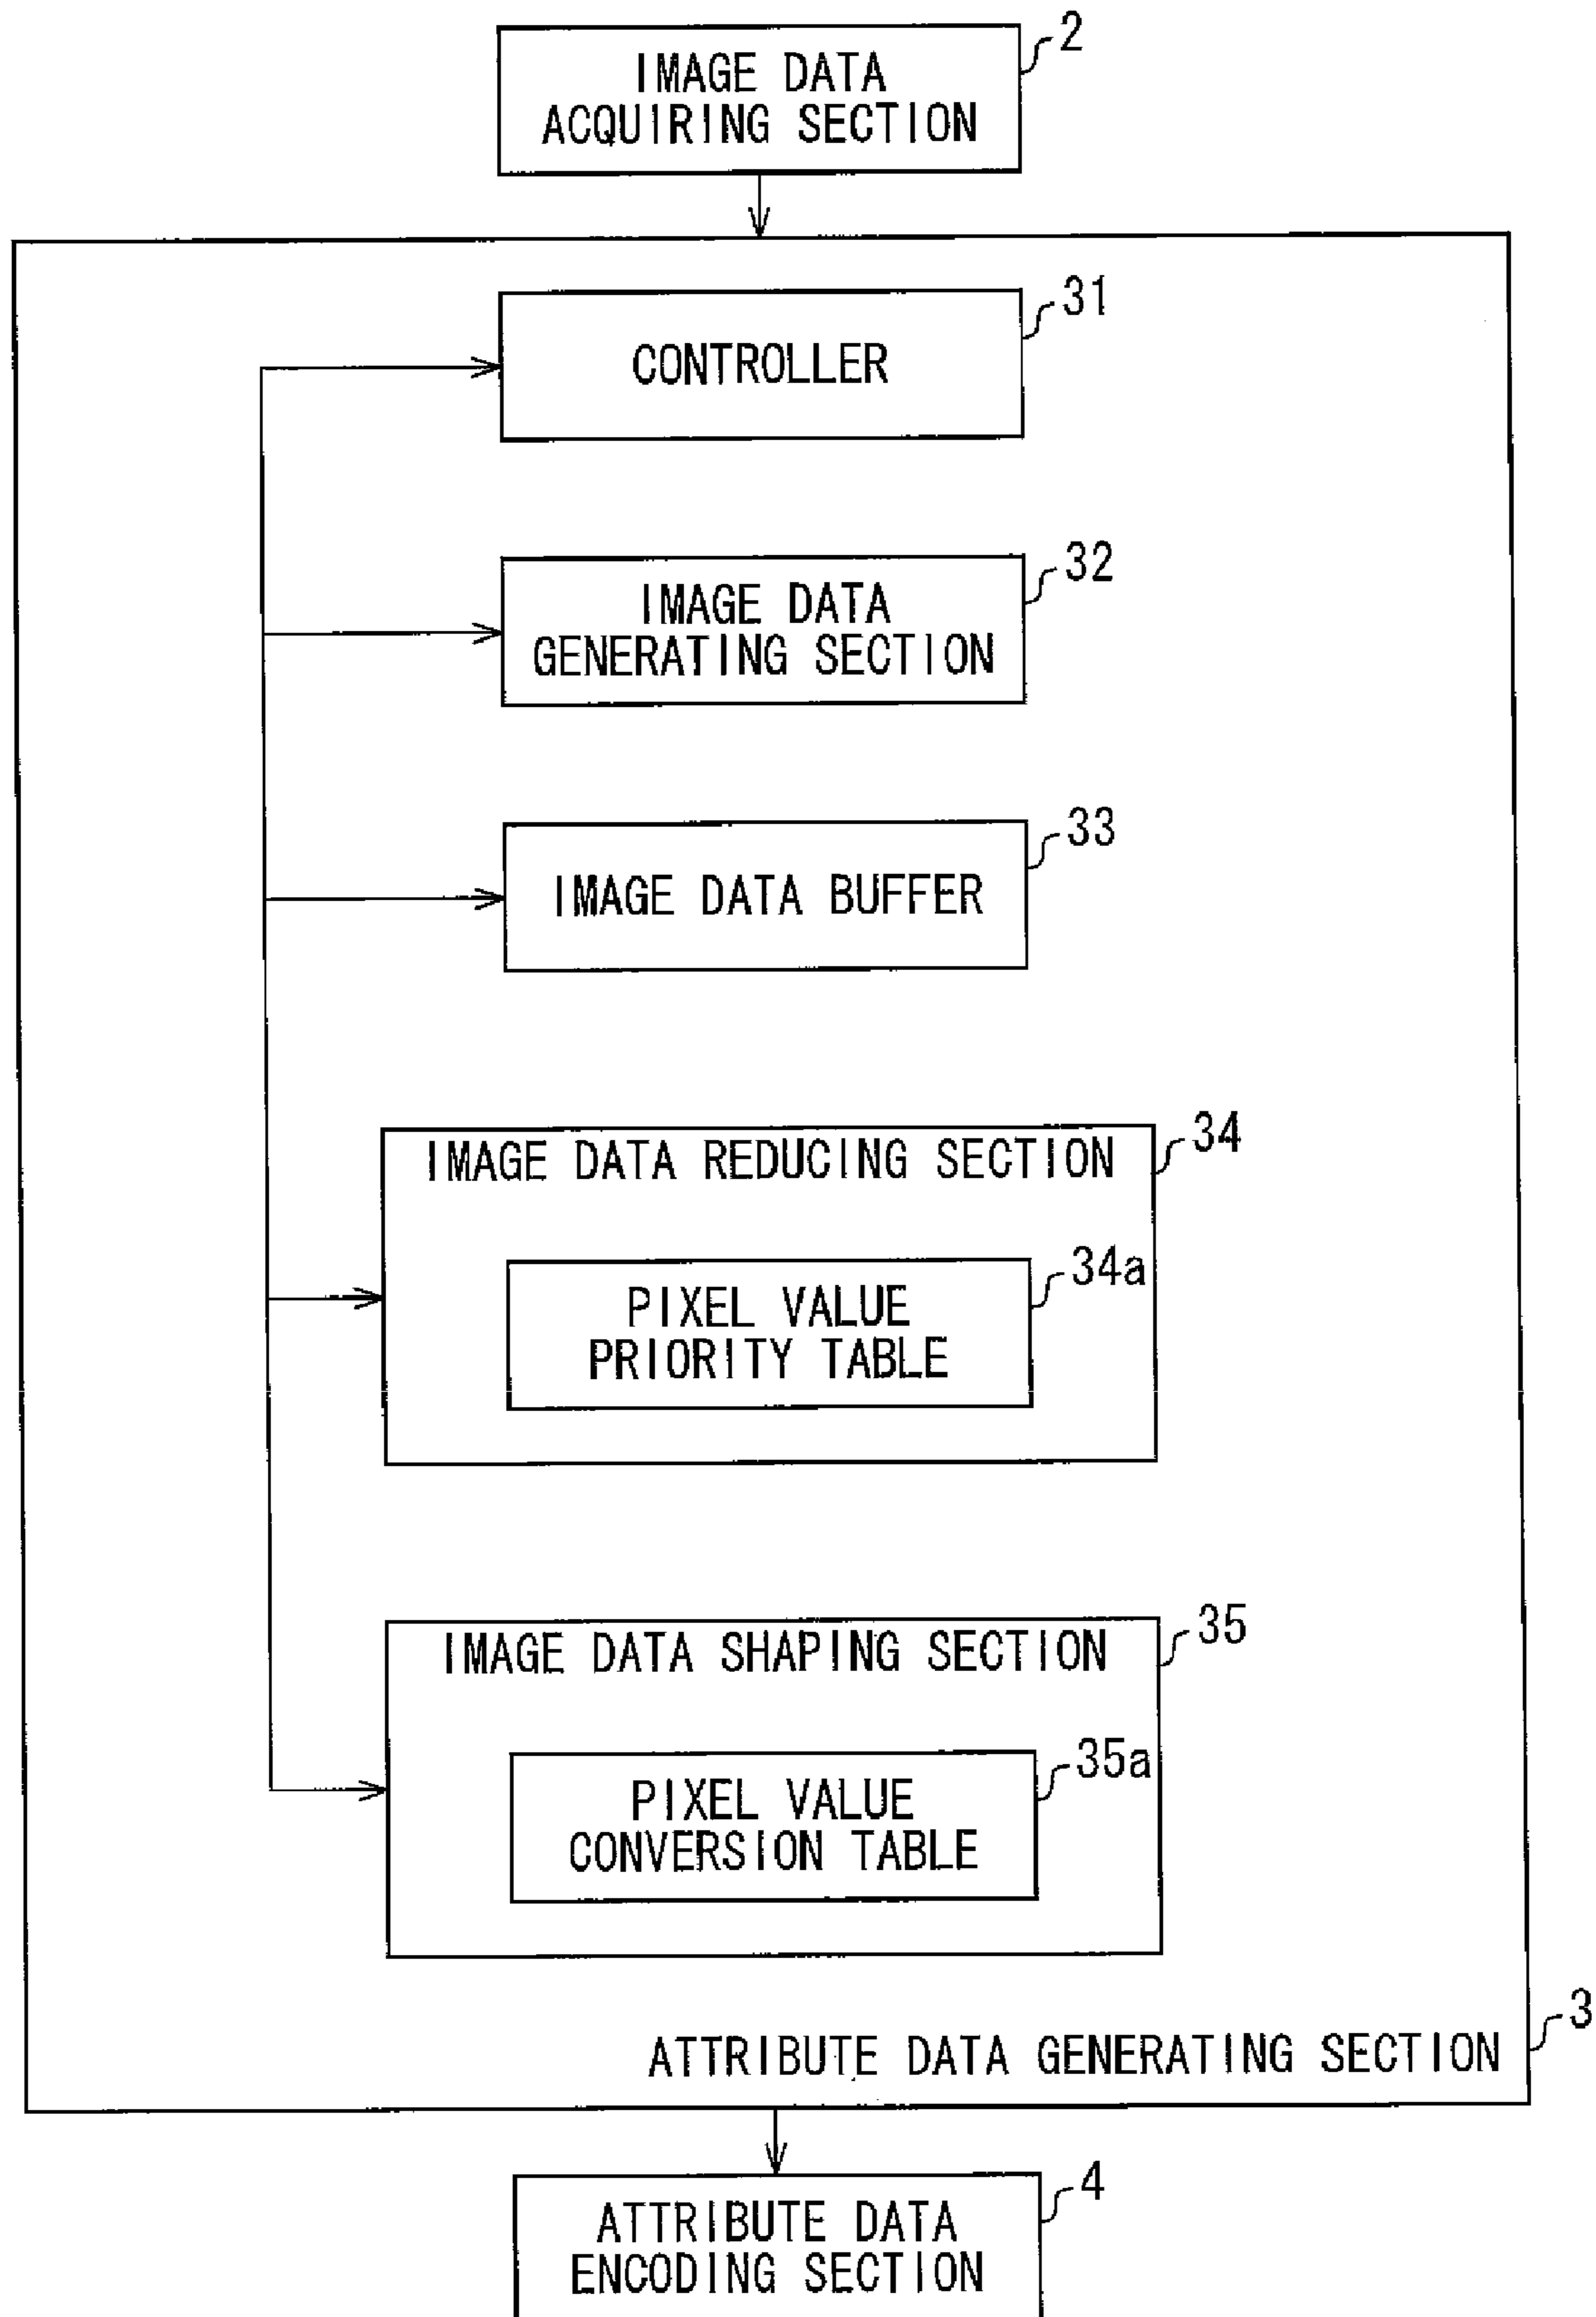 2
IMAGE DATA
ACQUIRING SECTION
31
CONTROLLER
32
IMAGE DATA
GENERATING SECTION
33
IMAGE DATA BUFFER
34
IMAGE DATA REDUCING SECTION
34a
PIXEL VALUE
PRIORITY TABLE
35
IMAGE DATA SHAPING SECTION
35a
PIXEL VALUE
CONVERSION TABLE
3
ATTRIBUTE DATA GENERATING SECTION
4
ATTRIBUTE DATA
ENCODING SECTION